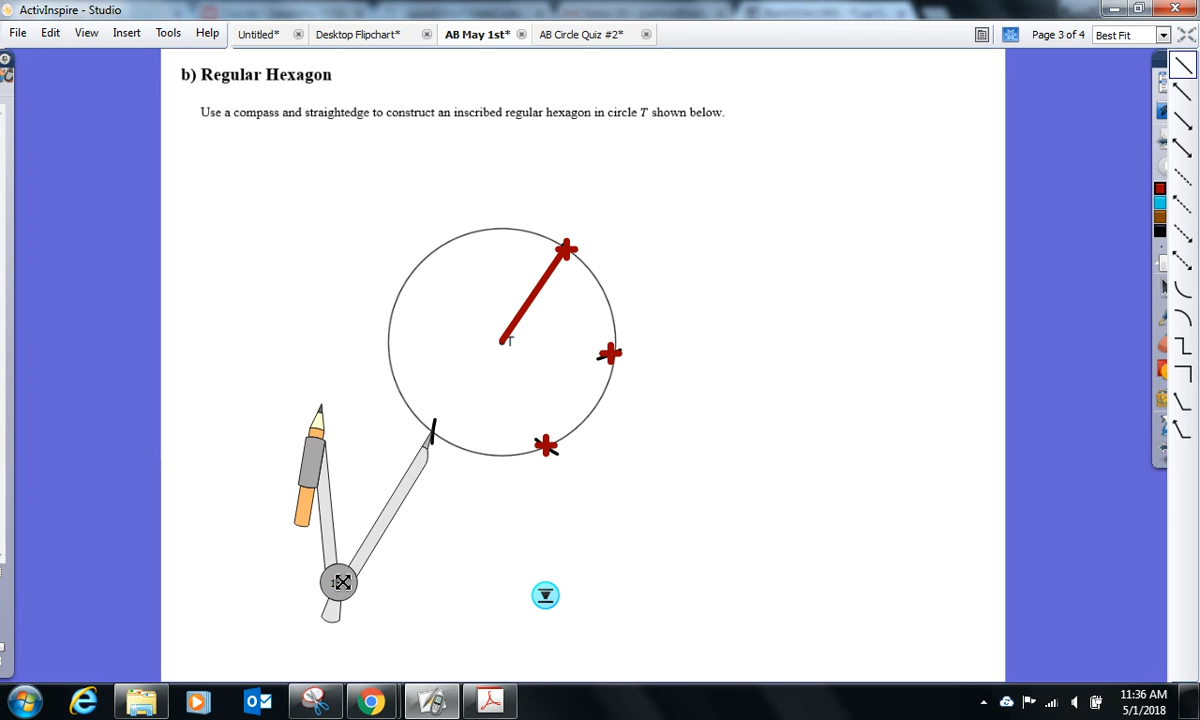 ActivInspire - Studio
File Edit View Insert Tools Help
Untitled* Desktop Flipchart* AB May 1st* AB Circle Quiz #2*
Page 3 of 4 Best Fit
b) Regular Hexagon
Use a compass and straightedge to construct an inscribed regular hexagon in circle T shown below.
T
11:36 AM
5/1/2018